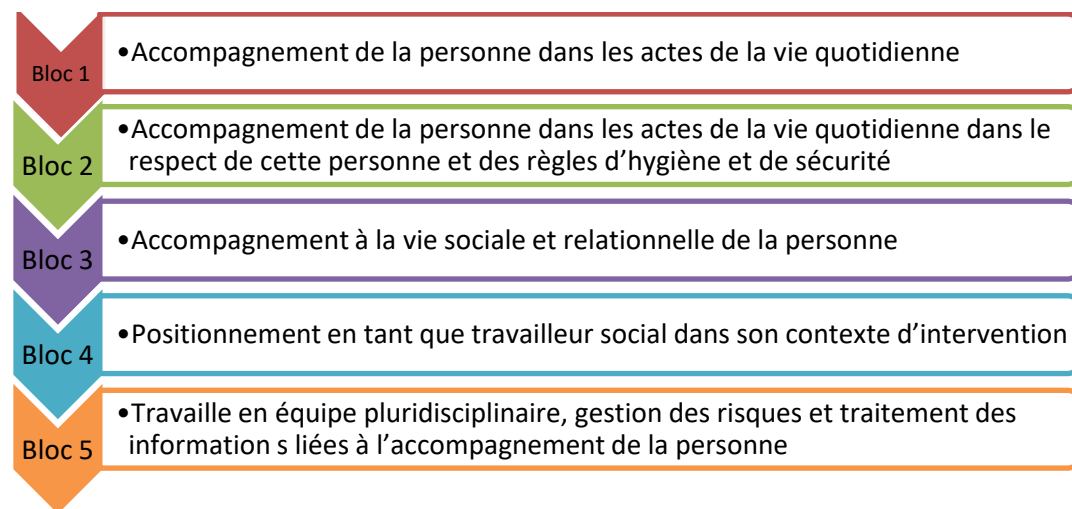 Bloc 1
•Accompagnement de la personne dans les actes de la vie quotidienne
Bloc 2
•Accompagnement de la personne dans les actes de la vie quotidienne dans le
respect de cette personne et des règles d’hygiène et de sécurité
Bloc 3
•Accompagnement à la vie sociale et relationnelle de la personne
Bloc 4
•Positionnement en tant que travailleur social dans son contexte d’intervention
Bloc 5
•Travaille en équipe pluridisciplinaire, gestion des risques et traitement des
information s liées à l’accompagnement de la personne